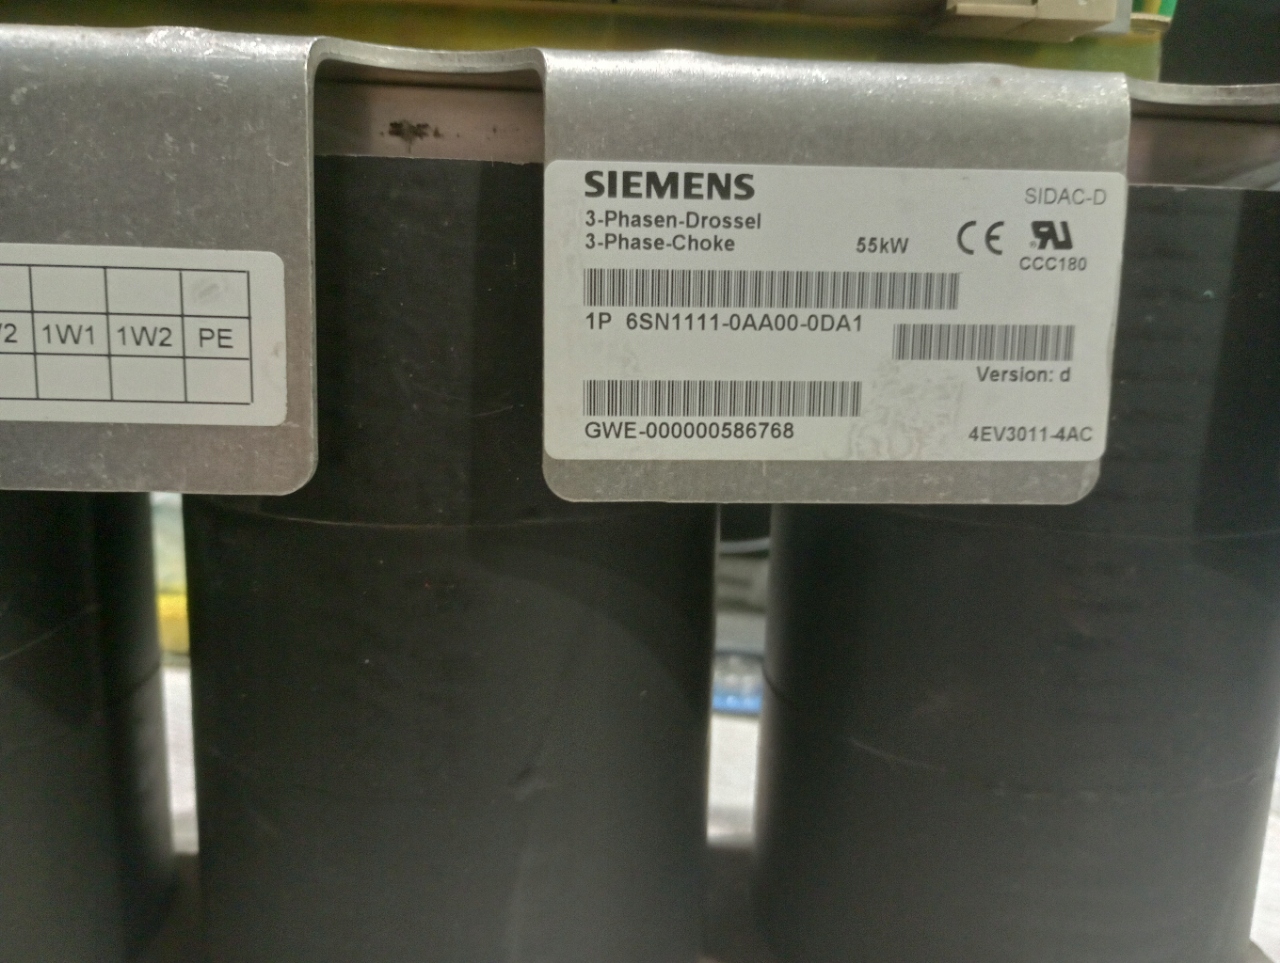 SIEMENS
SIDAC-D
3-Phasen-Drossel
3-Phase-Choke 55kW
CE
CCC180
1P 6SN1111-0AA00-0DA1
Version: d
GWE-000000586768
4EV3011-4AC
1W1 1W2 PE